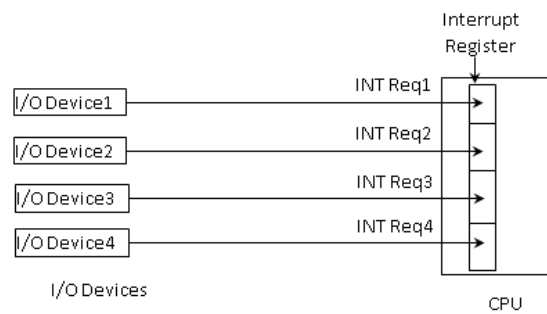 Interrupt
Register
INT Req1
I/O Device1
INT Req2
I/O Device2
INT Req3
I/O Device3
INT Req4
I/O Device4
I/O Devices
CPU